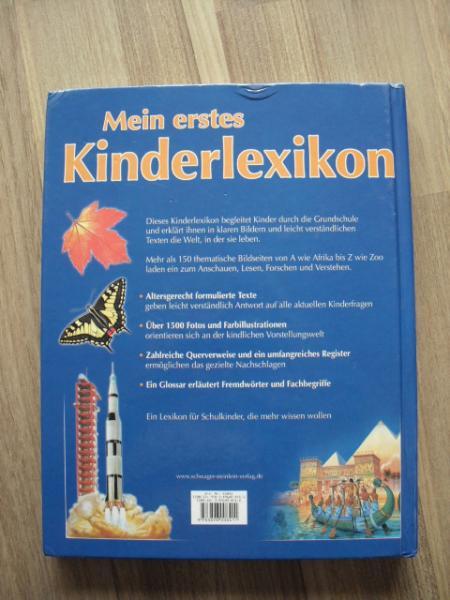 Mein erstes
Kinderlexikon
Dieses Kinderlexikon begleitet Kinder durch die Grundschule
und erklärt ihnen in klaren Bildern und leicht verständlichen
Texten die Welt, in der sie leben.
Mehr als 150 thematische Bildseiten von A wie Afrika bis Z wie Zoo
laden ein zum Anschauen, Lesen, Forschen und Verstehen.
• Altersgerecht formulierte Texte
geben leicht verständlich Antwort auf alle aktuellen Kinderfragen
• Über 1500 Fotos und Farbillustrationen
orientieren sich an der kindlichen Vorstellungswelt
• Zahlreiche Querverweise und ein umfangreiches Register
ermöglichen das gezielte Nachschlagen
• Ein Glossar erläutert Fremdwörter und Fachbegriffe
Ein Lexikon für Schulkinder, die mehr wissen wollen
www.schwager-steinlein-verlag.de